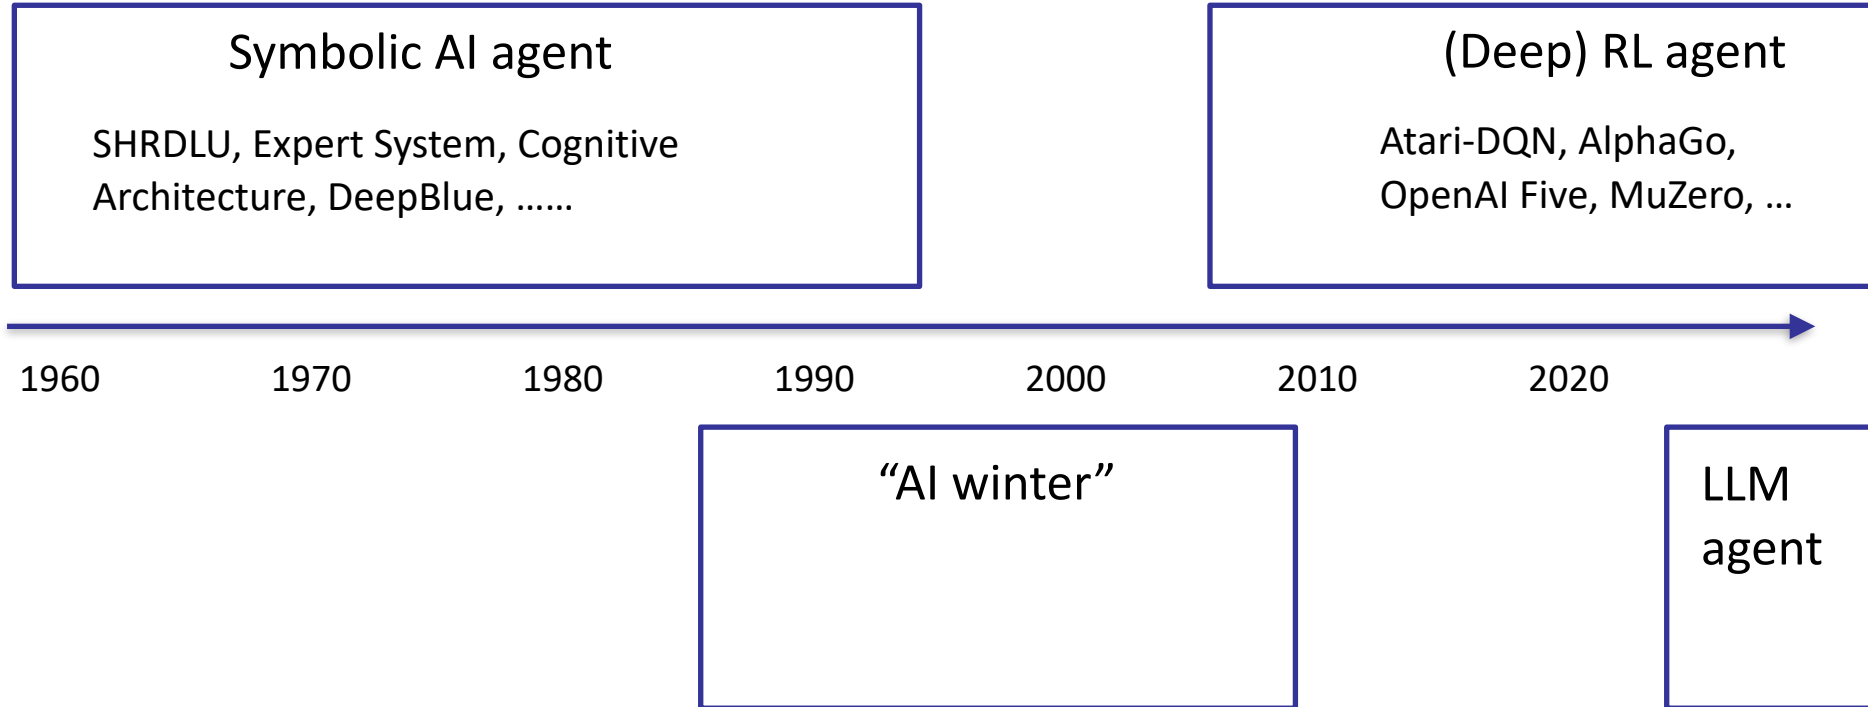 Symbolic AI agent
SHRDLU, Expert System, Cognitive
Architecture, DeepBlue, ……
(Deep) RL agent
Atari-DQN, AlphaGo,
OpenAI Five, MuZero, …
1960 1970 1980 1990 2000 2010 2020
“AI winter”
LLM
agent